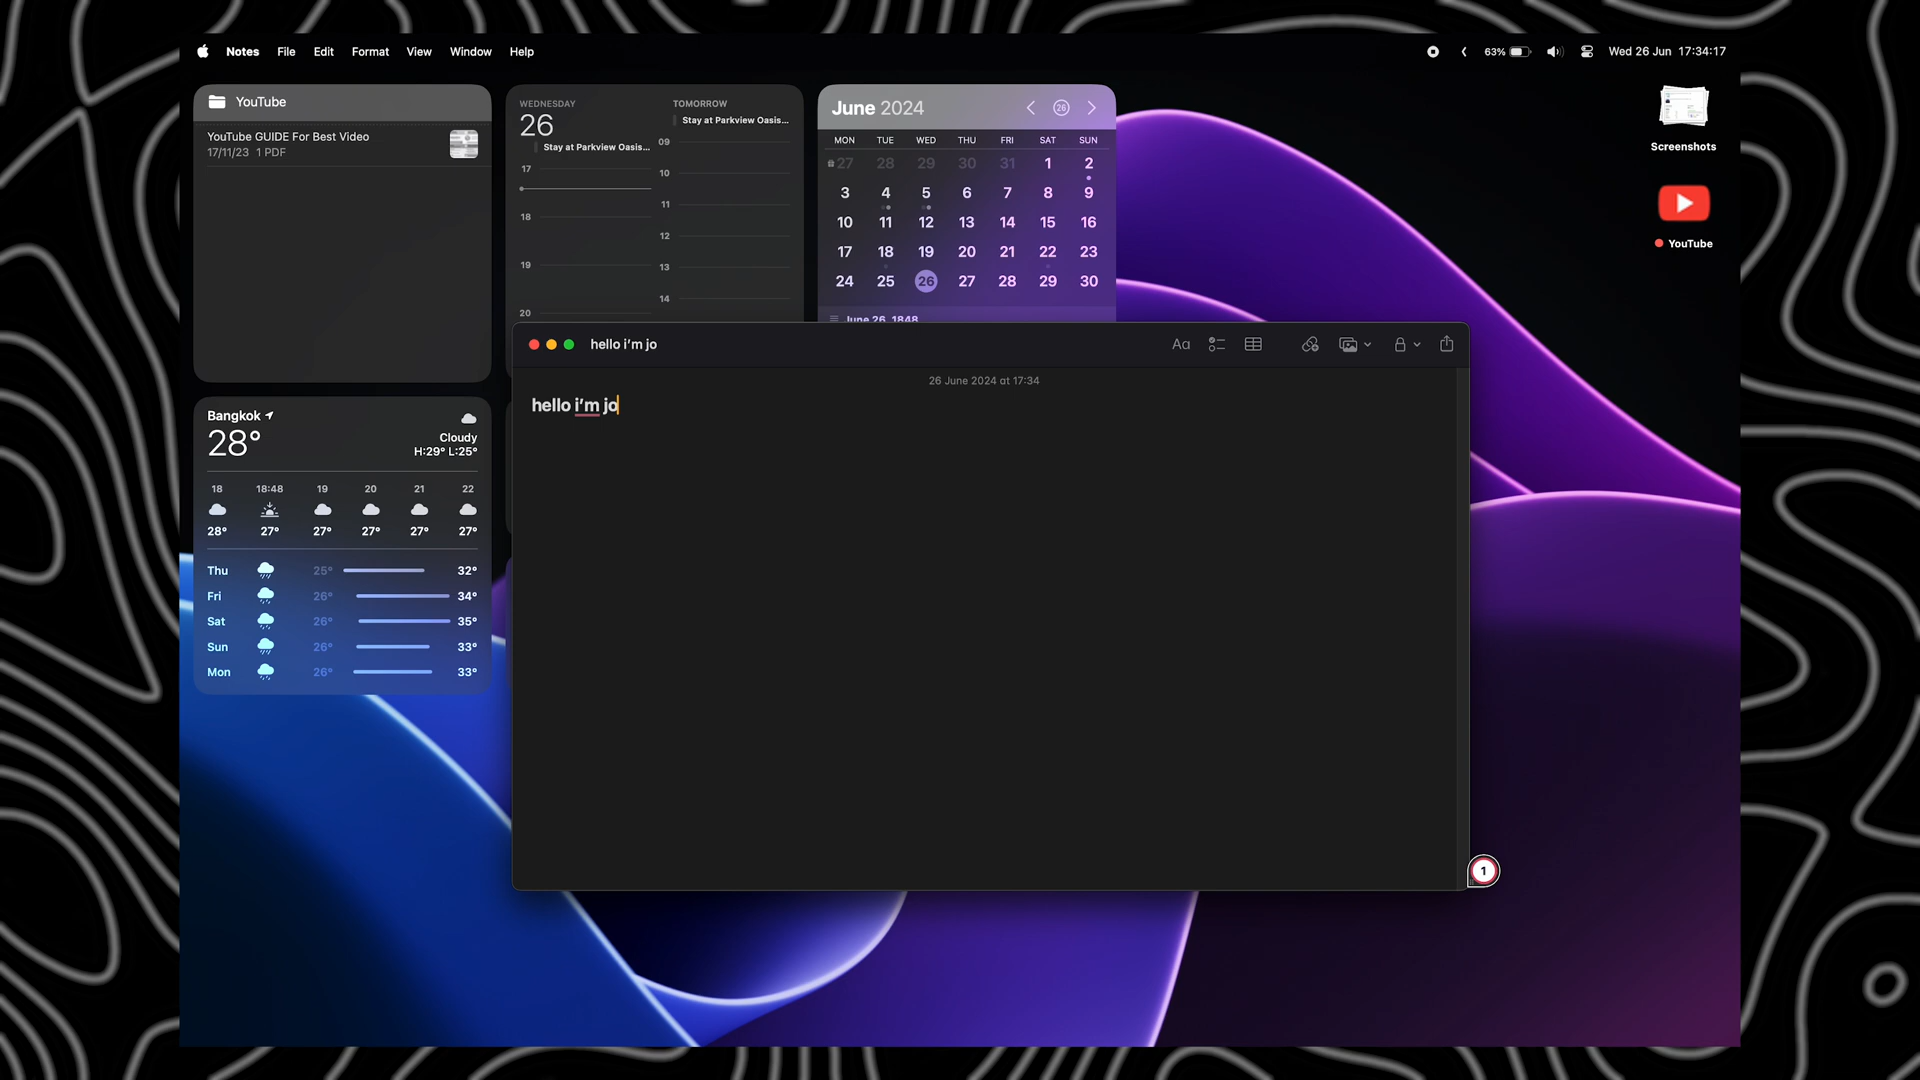 Notes File Edit Format View Window Help
63% Wed 26 Jun 17:34:17
YouTube
YouTube GUIDE For Best Video
17/11/23 1 PDF
WEDNESDAY
26
Stay at Parkview Oasis...
17
18
19
20
TOMORROW
Stay at Parkview Oasis...
09
10
11
12
13
14
June 2024
26
MON TUE WED THU FRI SAT SUN
27 28 29 30 31 1 2
3 4 5 6 7 8 9
10 11 12 13 14 15 16
17 18 19 20 21 22 23
24 25 26 27 28 29 30
June 26, 1848
Screenshots
YouTube
Bangkok
28°
Cloudy
H:29° L:25°
18 18:48 19 20 21 22
28° 27° 27° 27° 27° 27°
Thu 25° 32°
Fri 26° 34°
Sat 26° 35°
Sun 26° 33°
Mon 26° 33°
hello i'm jo
Aa
26 June 2024 at 17:34
hello i'm jo
1